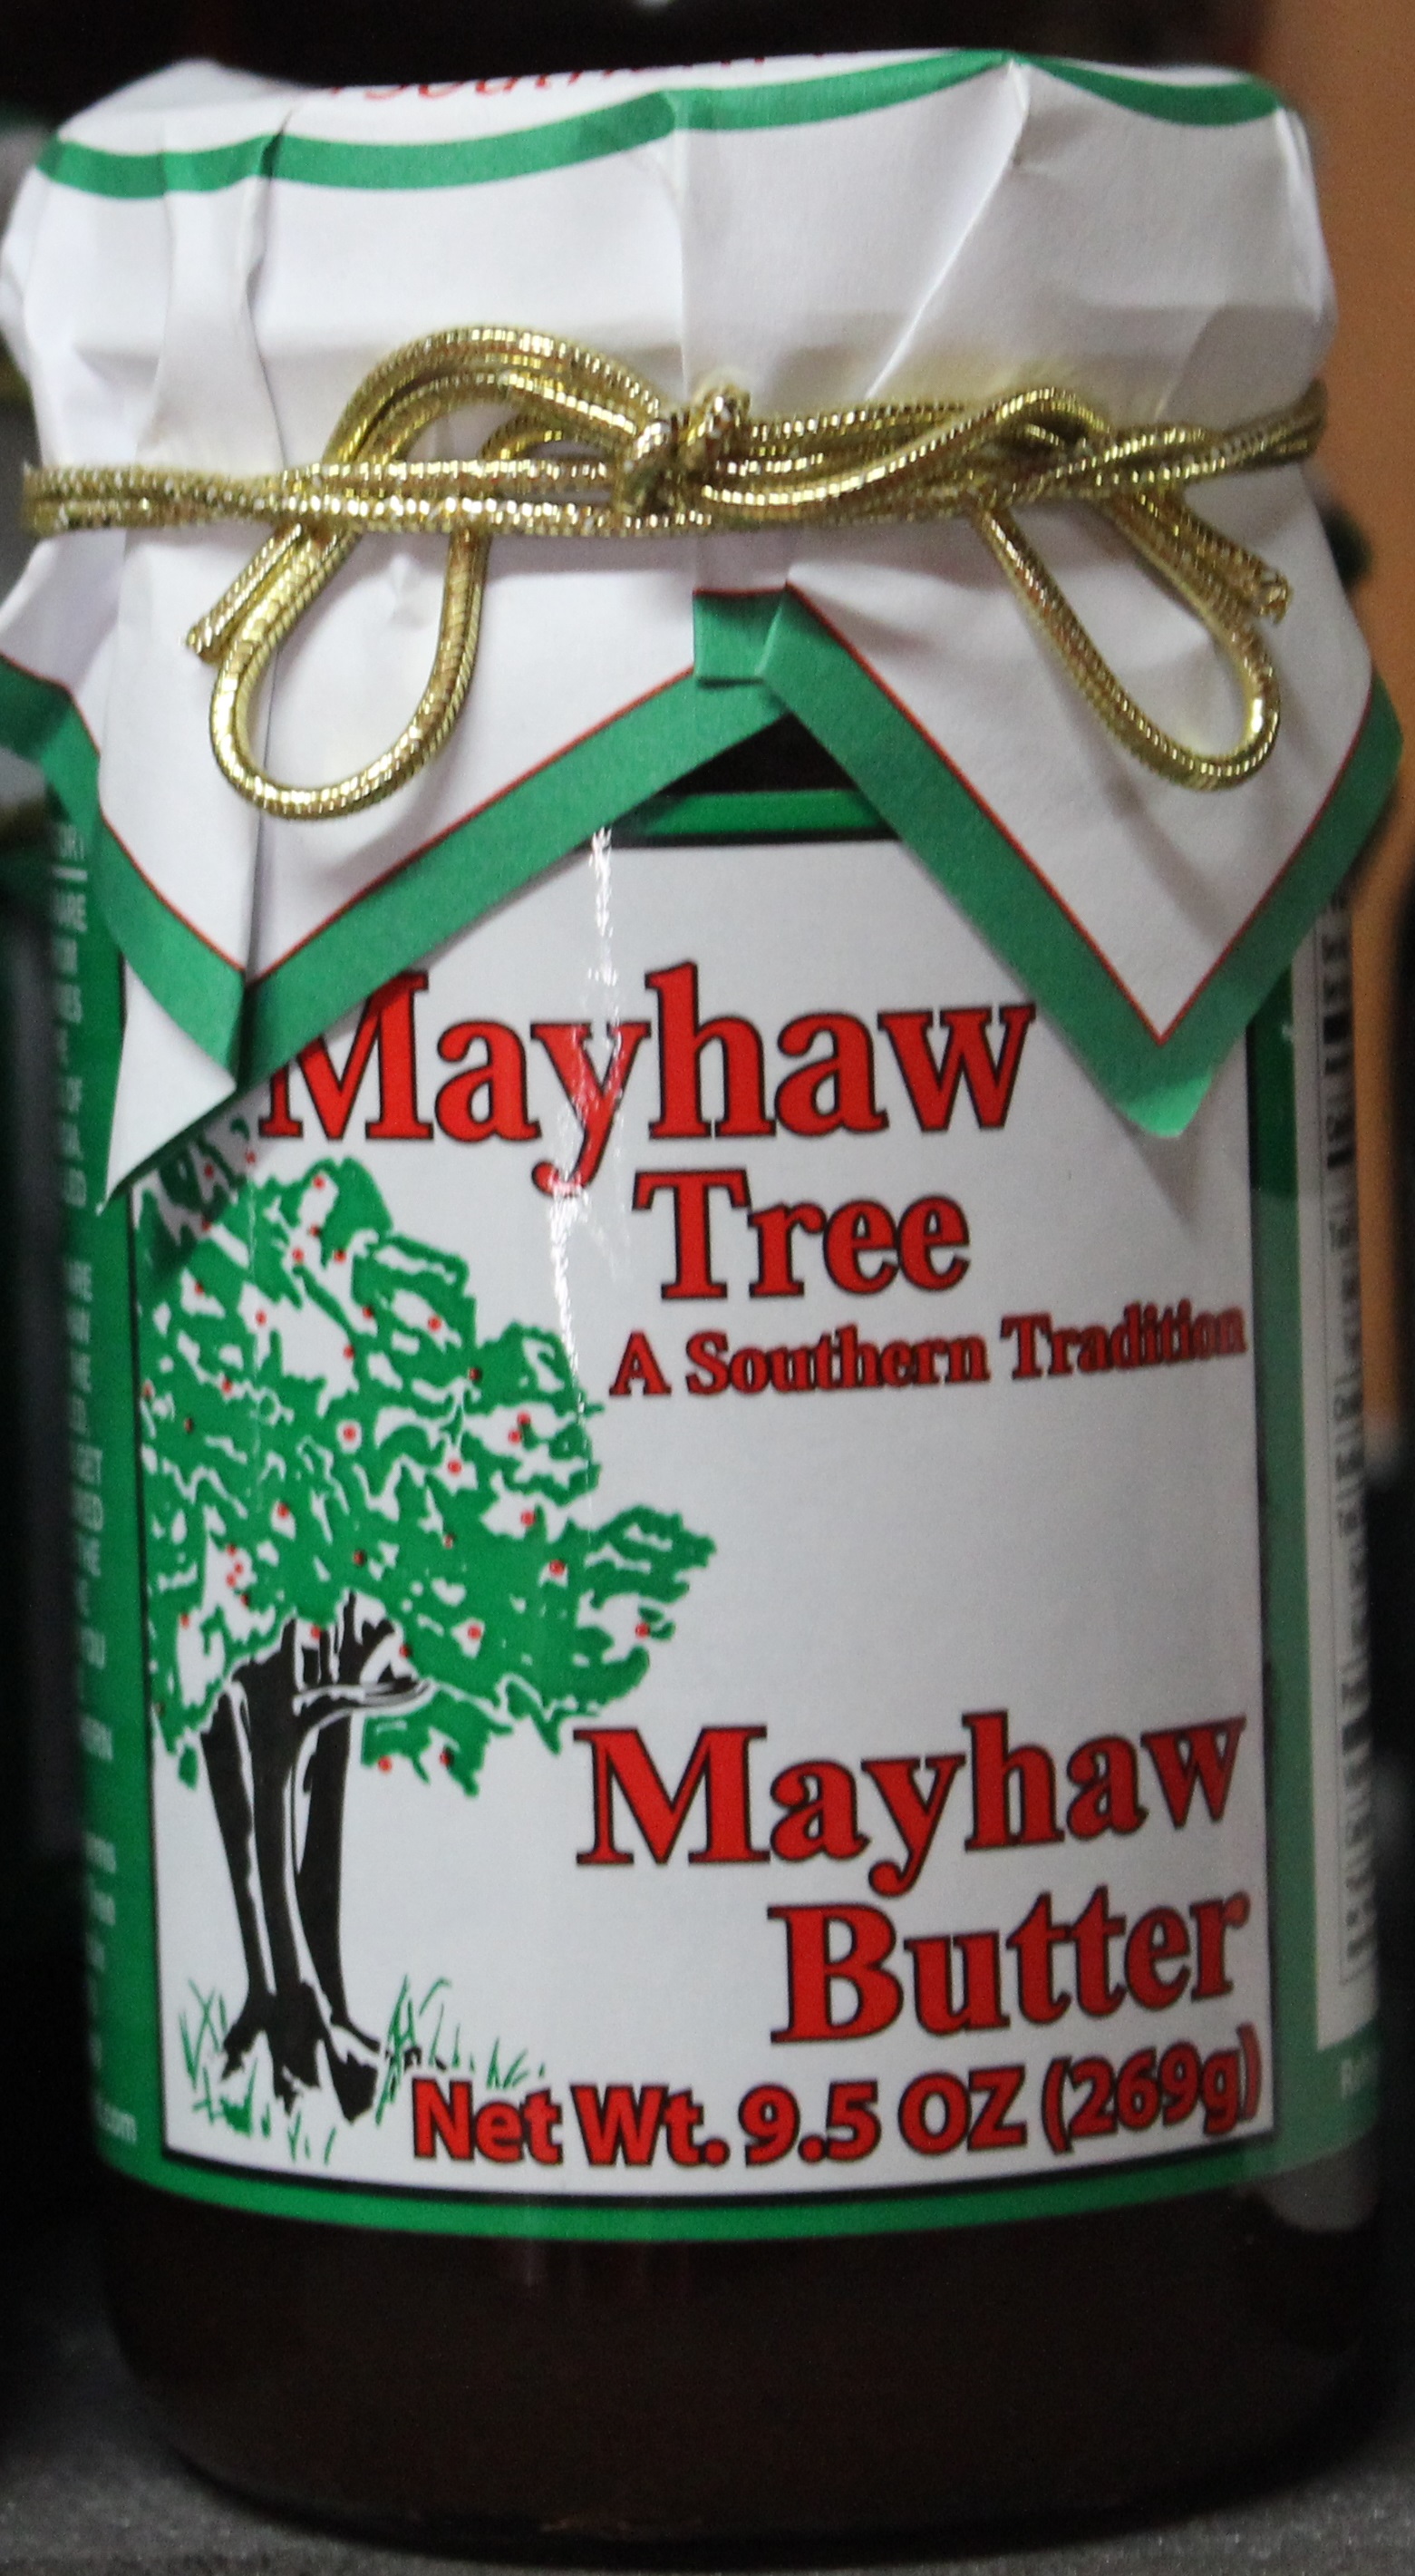 Mayhaw
Tree
A Southern Tradition
Mayhaw
Butter
Net Wt. 9.5 OZ (269g)